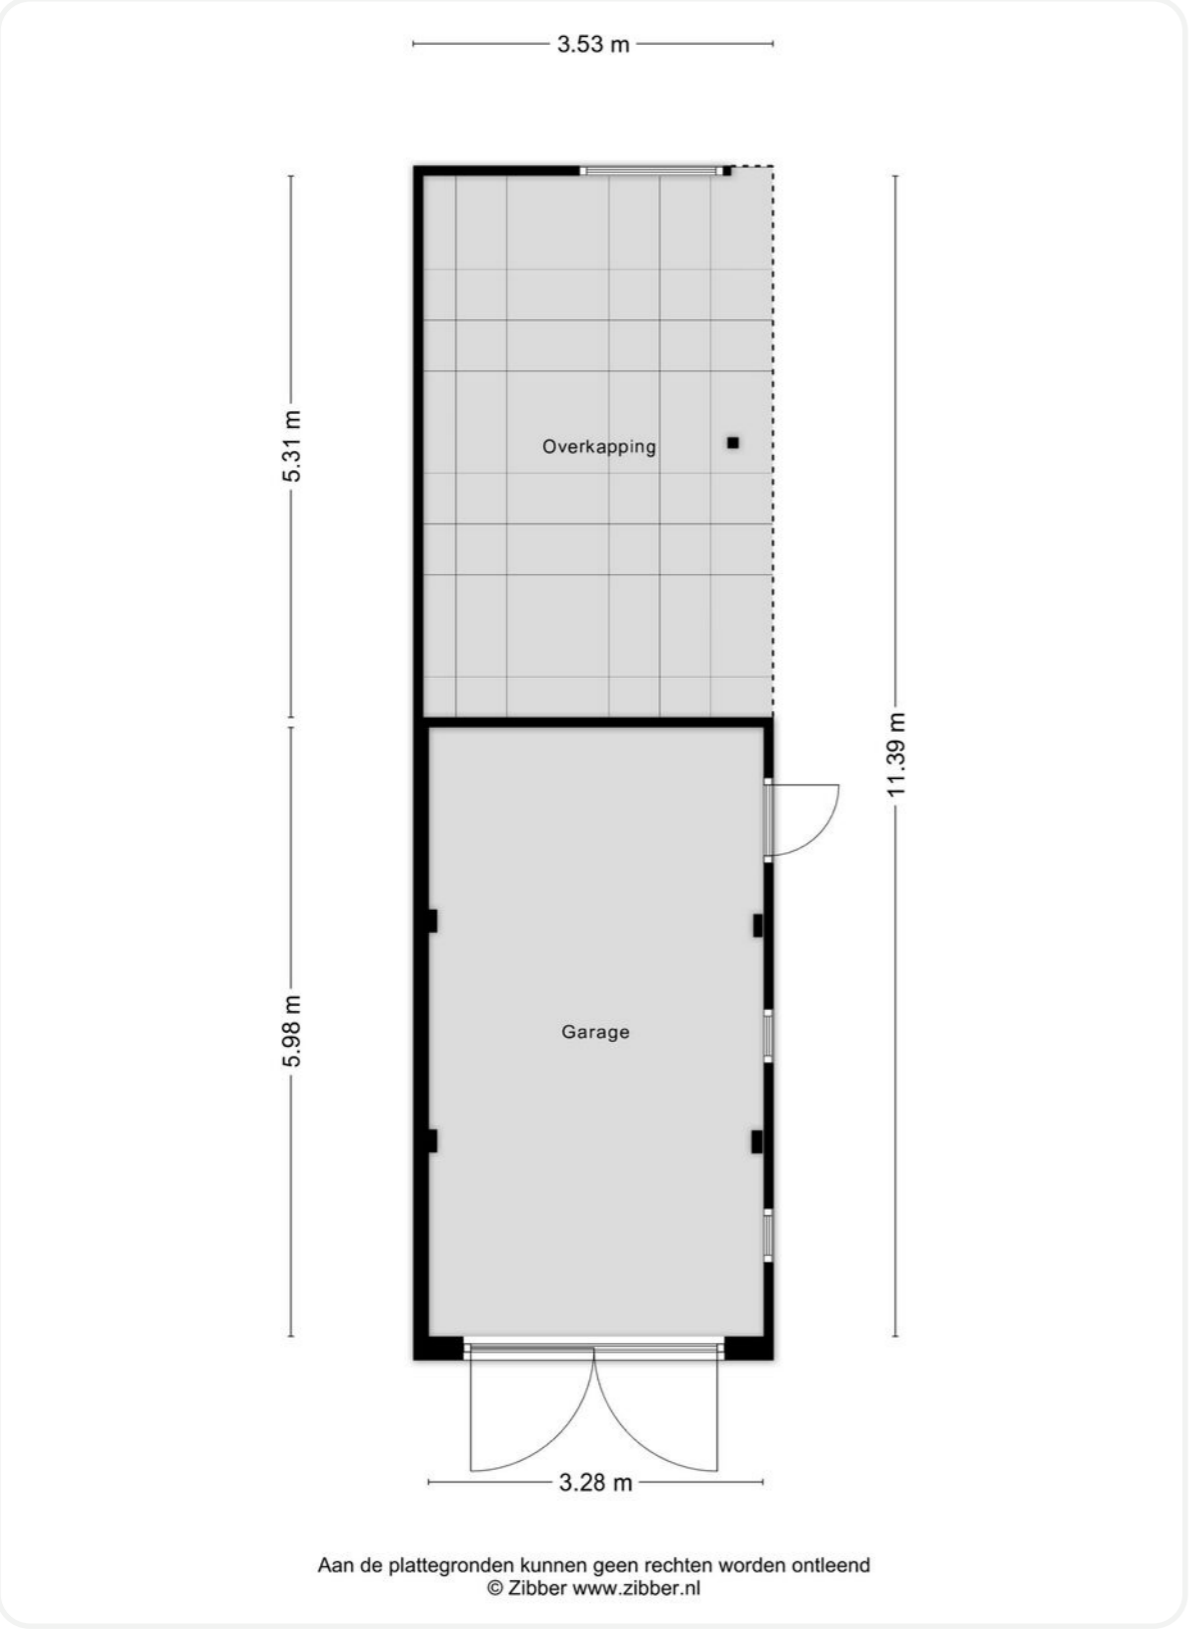 3.53 m
5.31 m
Overkapping
11.39 m
5.98 m
Garage
3.28 m
Aan de plattegronden kunnen geen rechten worden ontleend
© Zibber www.zibber.nl